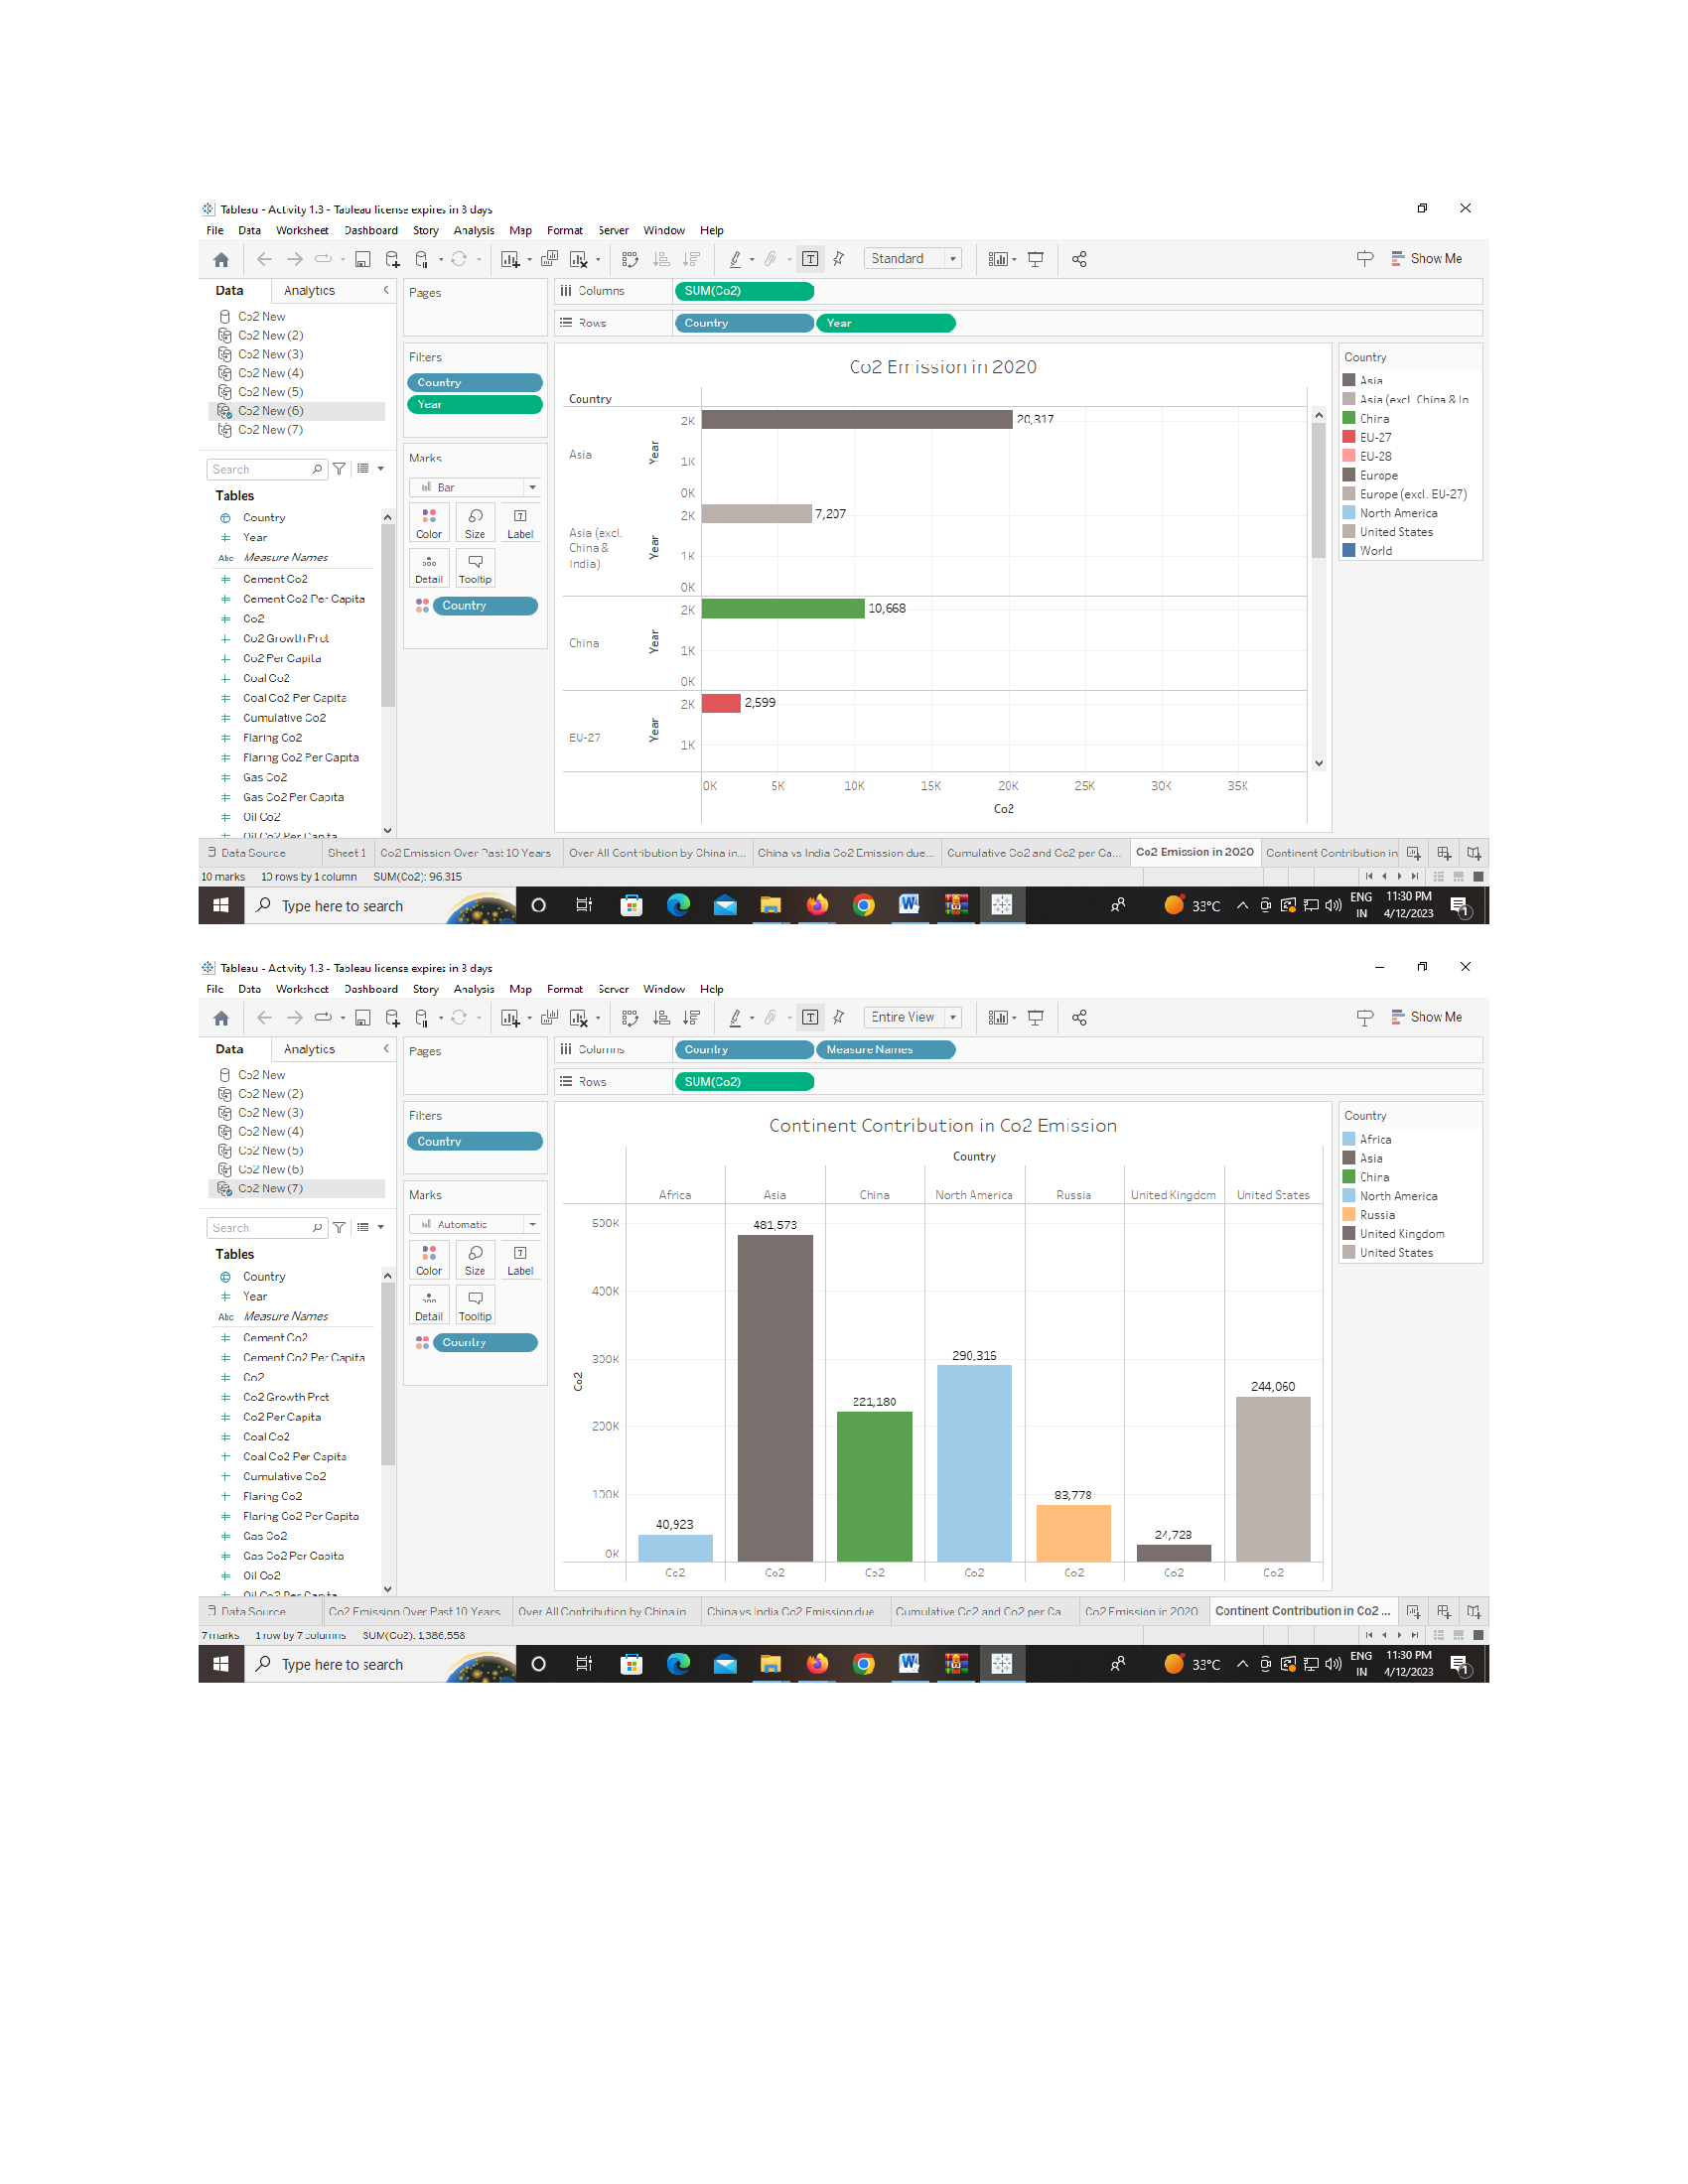 Tableau - Activity 1.3 - Tableau license expires in 8 days
File Data Worksheet Dashboard Story Analysis Map Format Server Window Help
Standard
Show Me
Data Analytics
Co2 New
Co2 New (2)
Co2 New (3)
Co2 New (4)
Co2 New (5)
Co2 New (6)
Co2 New (7)
Search
Tables
Country
Year
Abc Measure Names
Cement Co2
Cement Co2 Per Capita
Co2
Co2 Growth Prct
Co2 Per Capita
Coal Co2
Coal Co2 Per Capita
Cumulative Co2
Flaring Co2
Flaring Co2 Per Capita
Gas Co2
Gas Co2 Per Capita
Oil Co2
Oil Co2 Per Capita
Pages
Filters
Country
Year
Marks
Bar
Color Size Label
Detail Tooltip
Country
Columns SUM(Co2)
Rows Country Year
Co2 Emission in 2020
Country
Asia Year 2K 1K 0K 20,317
Asia (excl. China & India) Year 2K 1K 0K 7,207
China Year 2K 1K 0K 10,668
EU-27 Year 2K 1K 2,599
0K 5K 10K 15K 20K 25K 30K 35K
Co2
Country
Asia
Asia (excl. China & In
China
EU-27
EU-28
Europe
Europe (excl. EU-27)
North America
United States
World
Data Source Sheet 1 Co2 Emission Over Past 10 Years Over All Contribution by China in... China vs India Co2 Emission due... Cumulative Co2 and Co2 per Ca... Co2 Emission in 2020 Continent Contribution in
10 marks 10 rows by 1 column SUM(Co2): 96,315
Type here to search 33°C ENG IN 11:30 PM 4/12/2023 1
Tableau - Activity 1.3 - Tableau license expires in 8 days
File Data Worksheet Dashboard Story Analysis Map Format Server Window Help
Entire View
Show Me
Data Analytics
Co2 New
Co2 New (2)
Co2 New (3)
Co2 New (4)
Co2 New (5)
Co2 New (6)
Co2 New (7)
Search
Tables
Country
Year
Abc Measure Names
Cement Co2
Cement Co2 Per Capita
Co2
Co2 Growth Prct
Co2 Per Capita
Coal Co2
Coal Co2 Per Capita
Cumulative Co2
Flaring Co2
Flaring Co2 Per Capita
Gas Co2
Gas Co2 Per Capita
Oil Co2
Oil Co2 Per Capita
Pages
Filters
Country
Marks
Automatic
Color Size Label
Detail Tooltip
Country
Columns Country Measure Names
Rows SUM(Co2)
Continent Contribution in Co2 Emission
Country
Africa Asia China North America Russia United Kingdom United States
500K
400K
300K
200K
100K
0K
Co2
40,923 481,573 221,180 290,316 83,778 24,728 244,060
Co2 Co2 Co2 Co2 Co2 Co2 Co2
Country
Africa
Asia
China
North America
Russia
United Kingdom
United States
Data Source Co2 Emission Over Past 10 Years Over All Contribution by China in China vs India Co2 Emission due Cumulative Co2 and Co2 per Ca Co2 Emission in 2020 Continent Contribution in Co2 ...
7 marks 1 row by 7 columns SUM(Co2): 1,386,558
Type here to search 33°C ENG IN 11:30 PM 4/12/2023 1